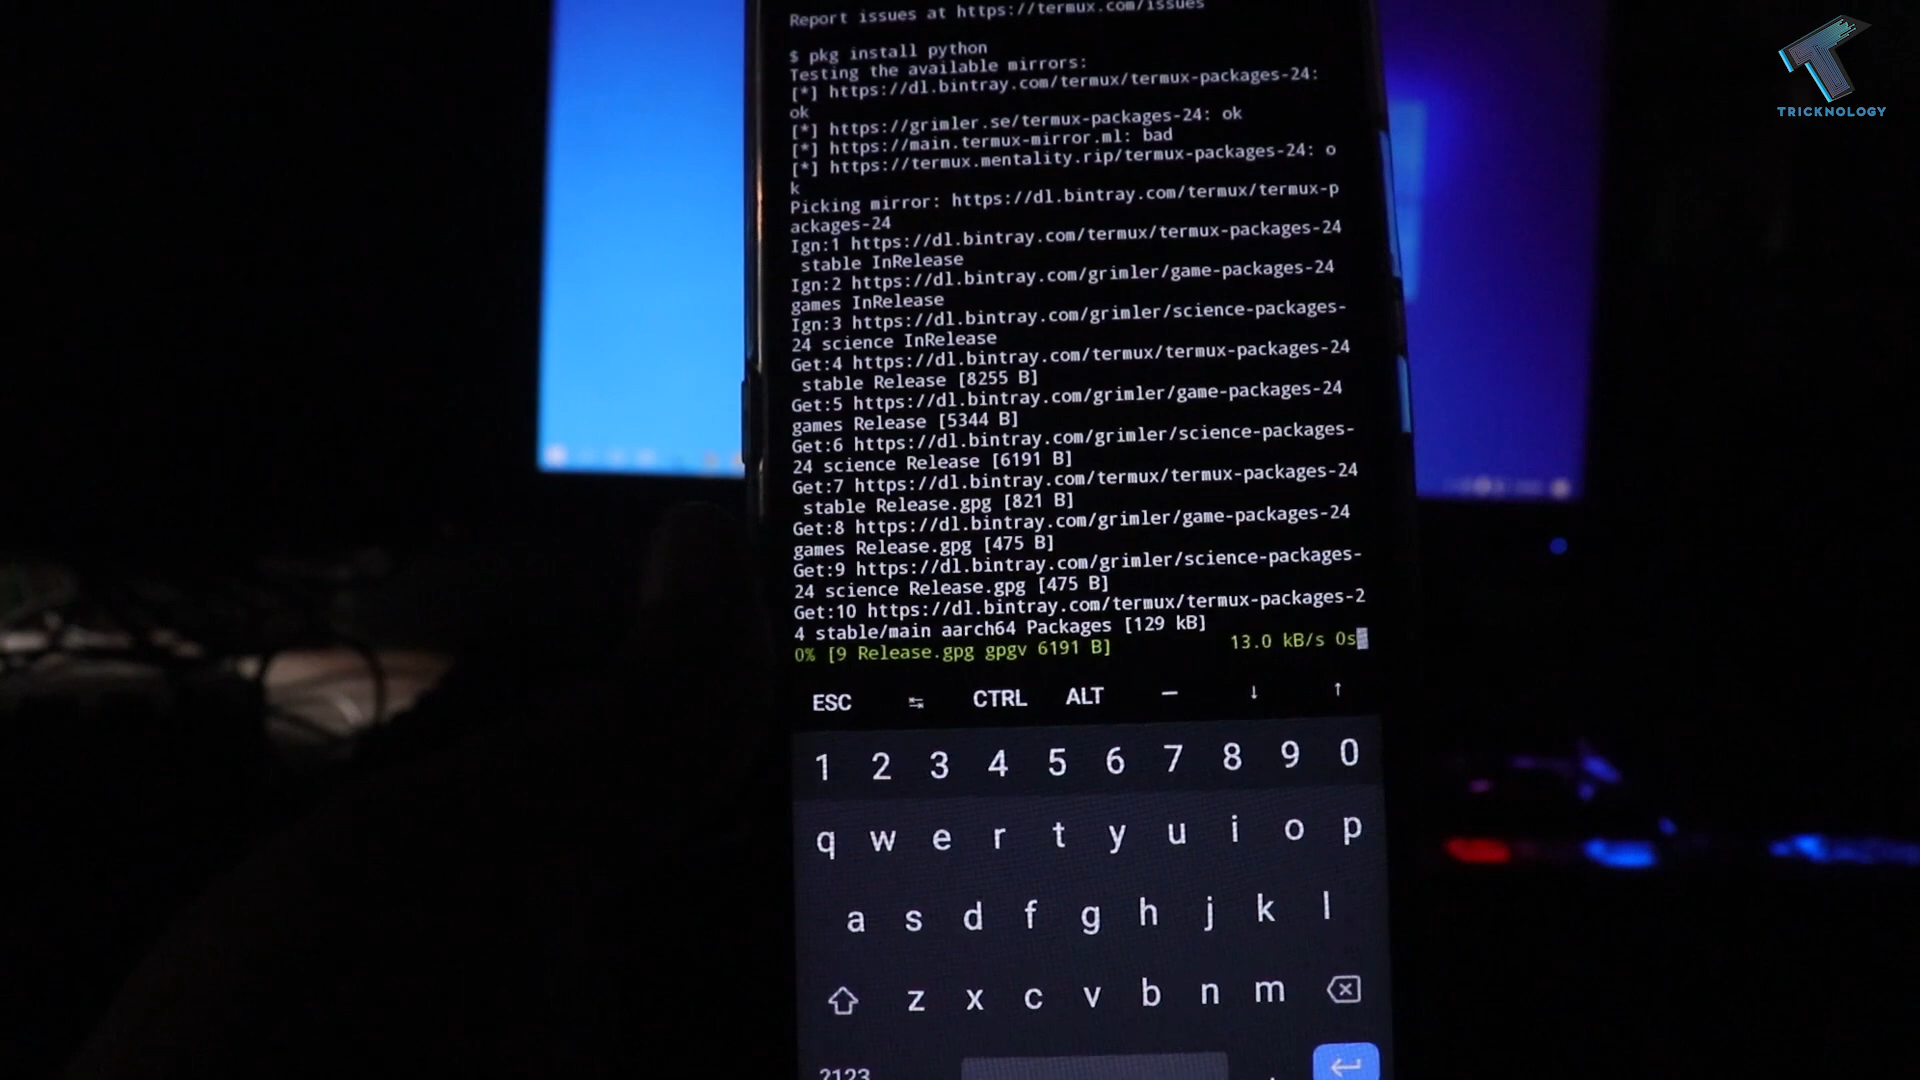 Report issues at https://termux.com/issues
$ pkg install python
Testing the available mirrors:
[*] https://dl.bintray.com/termux/termux-packages-24:
ok
[*] https://grimler.se/termux-packages-24: ok
[*] https://main.termux-mirror.ml: bad
[*] https://termux.mentality.rip/termux-packages-24: o
k
Picking mirror: https://dl.bintray.com/termux/termux-p
ackages-24
Ign:1 https://dl.bintray.com/termux/termux-packages-24
stable InRelease
Ign:2 https://dl.bintray.com/grimler/game-packages-24
games InRelease
Ign:3 https://dl.bintray.com/grimler/science-packages-
24 science InRelease
Get:4 https://dl.bintray.com/termux/termux-packages-24
stable Release [8255 B]
Get:5 https://dl.bintray.com/grimler/game-packages-24
games Release [5344 B]
Get:6 https://dl.bintray.com/grimler/science-packages-
24 science Release [6191 B]
Get:7 https://dl.bintray.com/termux/termux-packages-24
stable Release.gpg [821 B]
Get:8 https://dl.bintray.com/grimler/game-packages-24
games Release.gpg [475 B]
Get:9 https://dl.bintray.com/grimler/science-packages-
24 science Release.gpg [475 B]
Get:10 https://dl.bintray.com/termux/termux-packages-2
4 stable/main aarch64 Packages [129 kB]
0% [9 Release.gpg gpgv 6191 B] 13.0 kB/s 0s
ESC ↹ CTRL ALT — ↓ ↑
1 2 3 4 5 6 7 8 9 0
q w e r t y u i o p
a s d f g h j k l
z x c v b n m
?123
TRICKNOLOGY